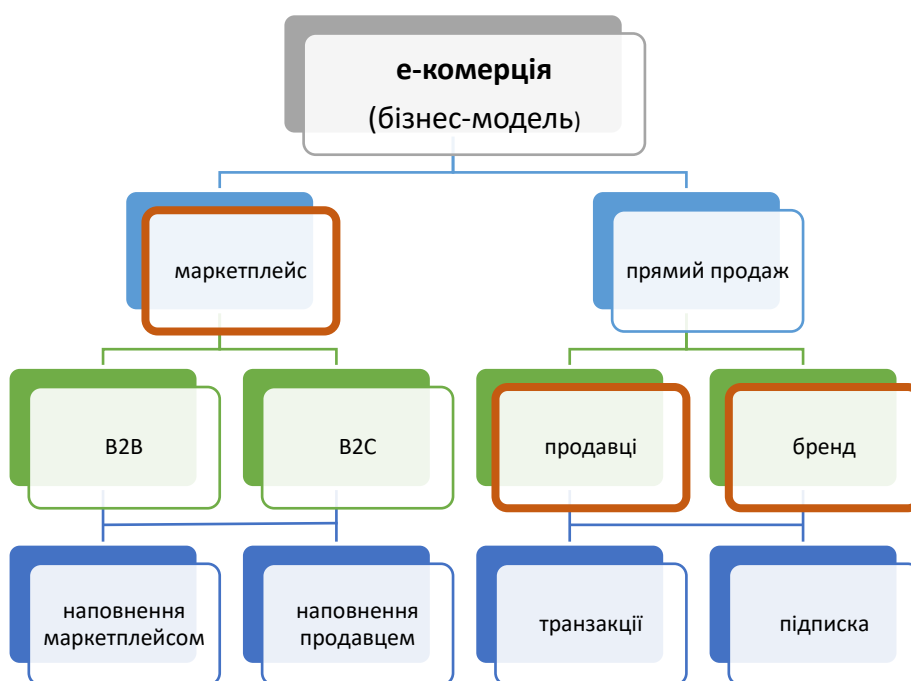 е-комерція
(бізнес-модель)
маркетплейс
прямий продаж
B2B
B2C
продавці
бренд
наповнення
маркетплейсом
наповнення
продавцем
транзакції
підписка